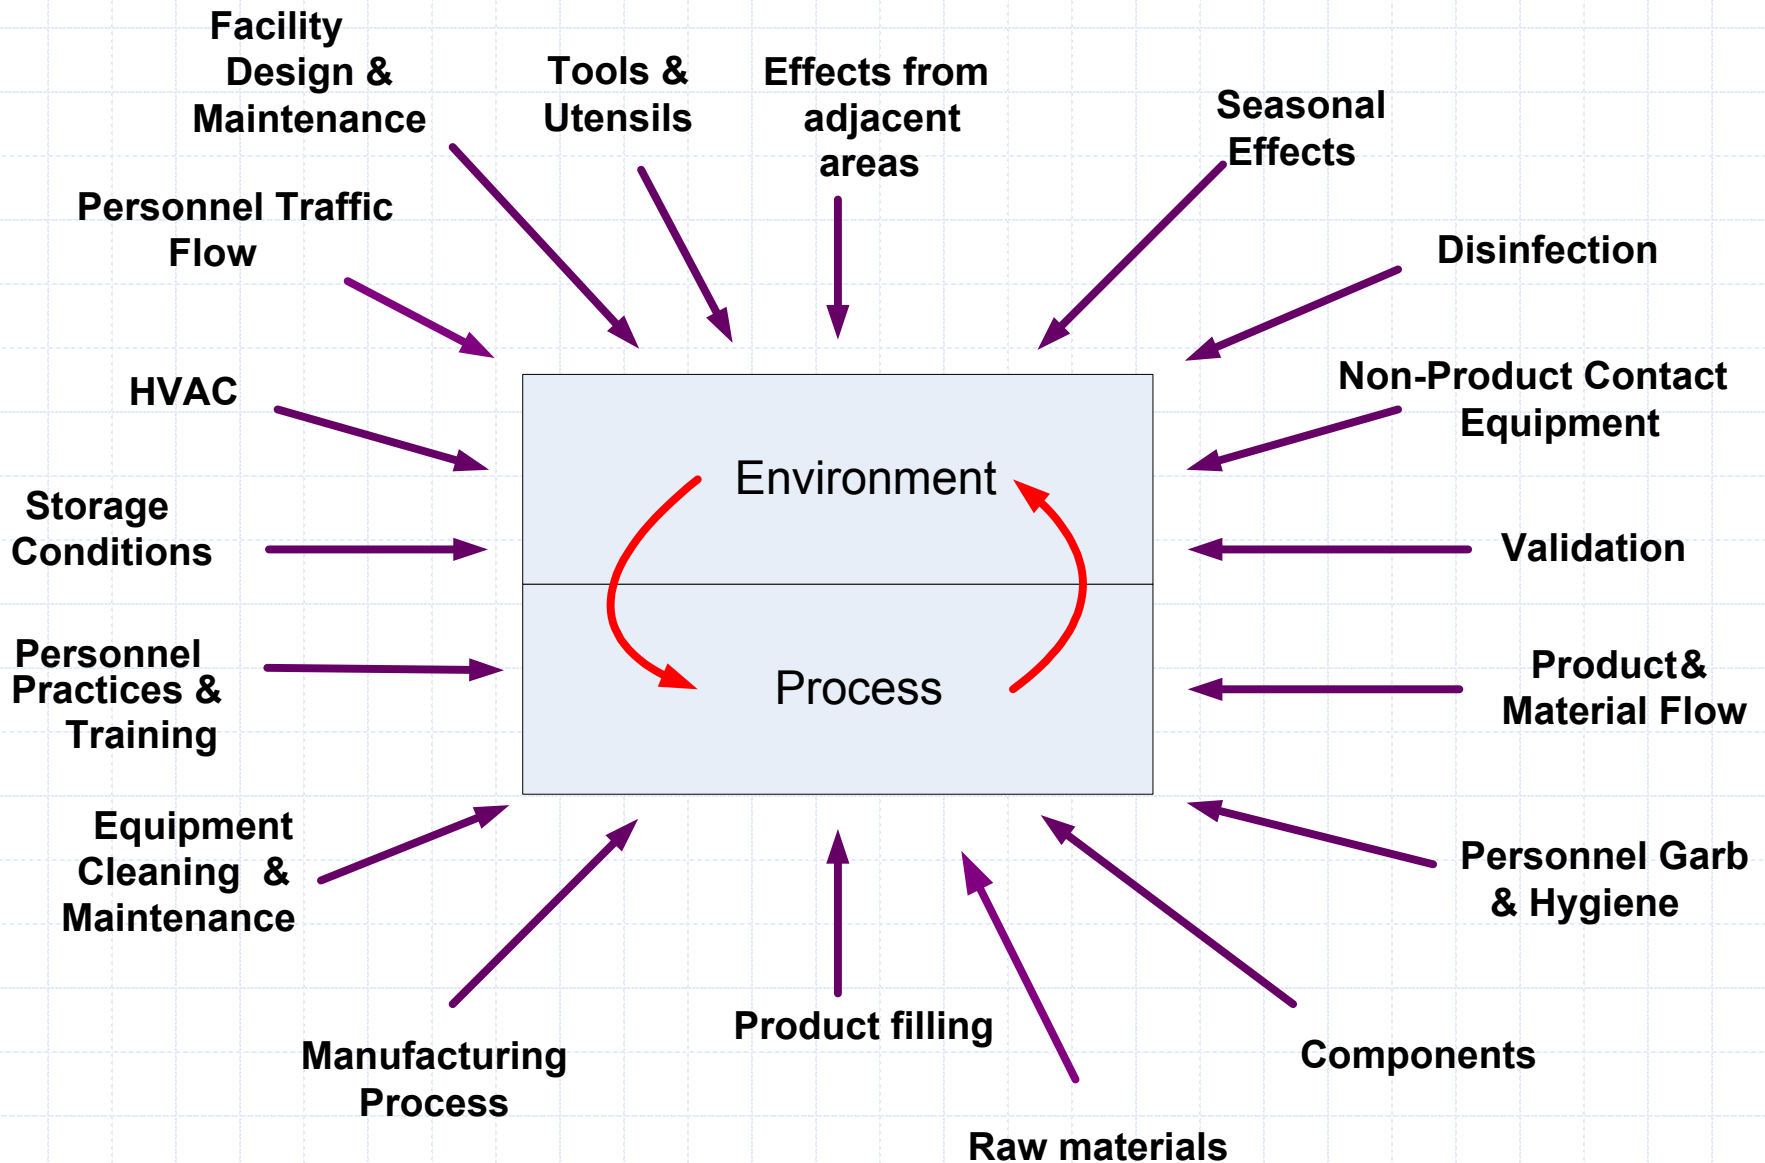 Facility
Design &
Maintenance
Tools &
Utensils
Effects from
adjacent
areas
Seasonal
Effects
Personnel Traffic
Flow
Disinfection
HVAC
Non-Product Contact
Equipment
Environment
Storage
Conditions
Validation
Personnel
Practices &
Training
Process
Product&
Material Flow
Equipment
Cleaning &
Maintenance
Personnel Garb
& Hygiene
Manufacturing
Process
Product filling
Components
Raw materials